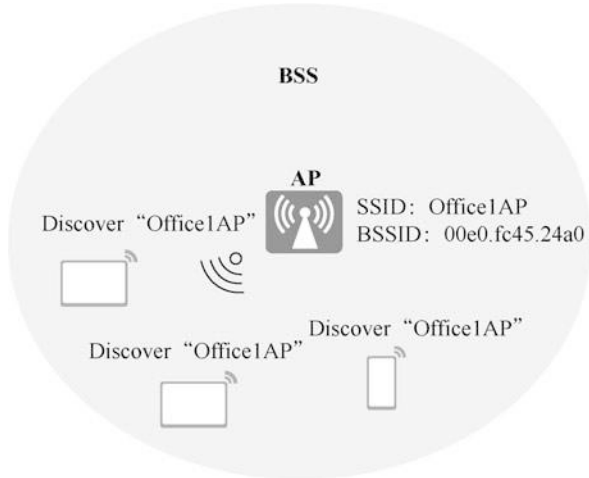 BSS
AP
SSID: Office1AP
BSSID: 00e0.fc45.24a0
Discover “Office1AP”
Discover “Office1AP”
Discover “Office1AP”